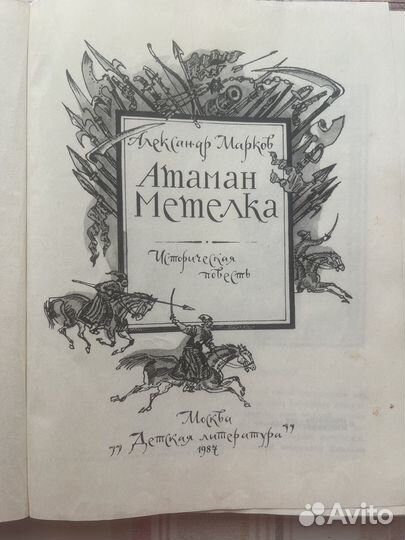 Александр Марков
Атаман
Метелка
Историческая
повесть
Москва
„Детская литература"
1987
Avito